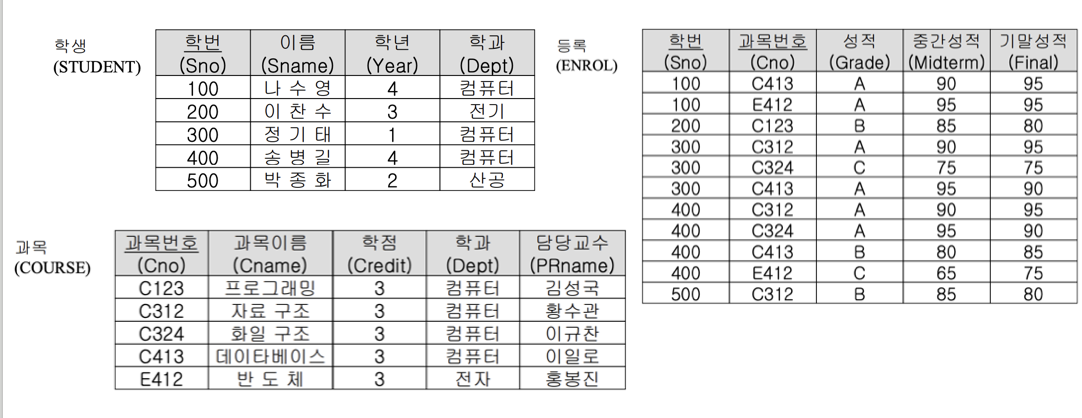 학생
(STUDENT)
학번 이름 학년 학과
(Sno) (Sname) (Year) (Dept)
100 나 수 영 4 컴퓨터
200 이 찬 수 3 전기
300 정 기 태 1 컴퓨터
400 송 병 길 4 컴퓨터
500 박 종 화 2 산공
등록
(ENROL)
학번 과목번호 성적 중간성적 기말성적
(Sno) (Cno) (Grade) (Midterm) (Final)
100 C413 A 90 95
100 E412 A 95 95
200 C123 B 85 80
300 C312 A 90 95
300 C324 C 75 75
300 C413 A 95 90
400 C312 A 90 95
400 C324 A 95 90
400 C413 B 80 85
400 E412 C 65 75
500 C312 B 85 80
과목
(COURSE)
과목번호 과목이름 학점 학과 담당교수
(Cno) (Cname) (Credit) (Dept) (PRname)
C123 프로그래밍 3 컴퓨터 김성국
C312 자료 구조 3 컴퓨터 황수관
C324 화일 구조 3 컴퓨터 이규찬
C413 데이타베이스 3 컴퓨터 이일로
E412 반 도 체 3 전자 홍봉진